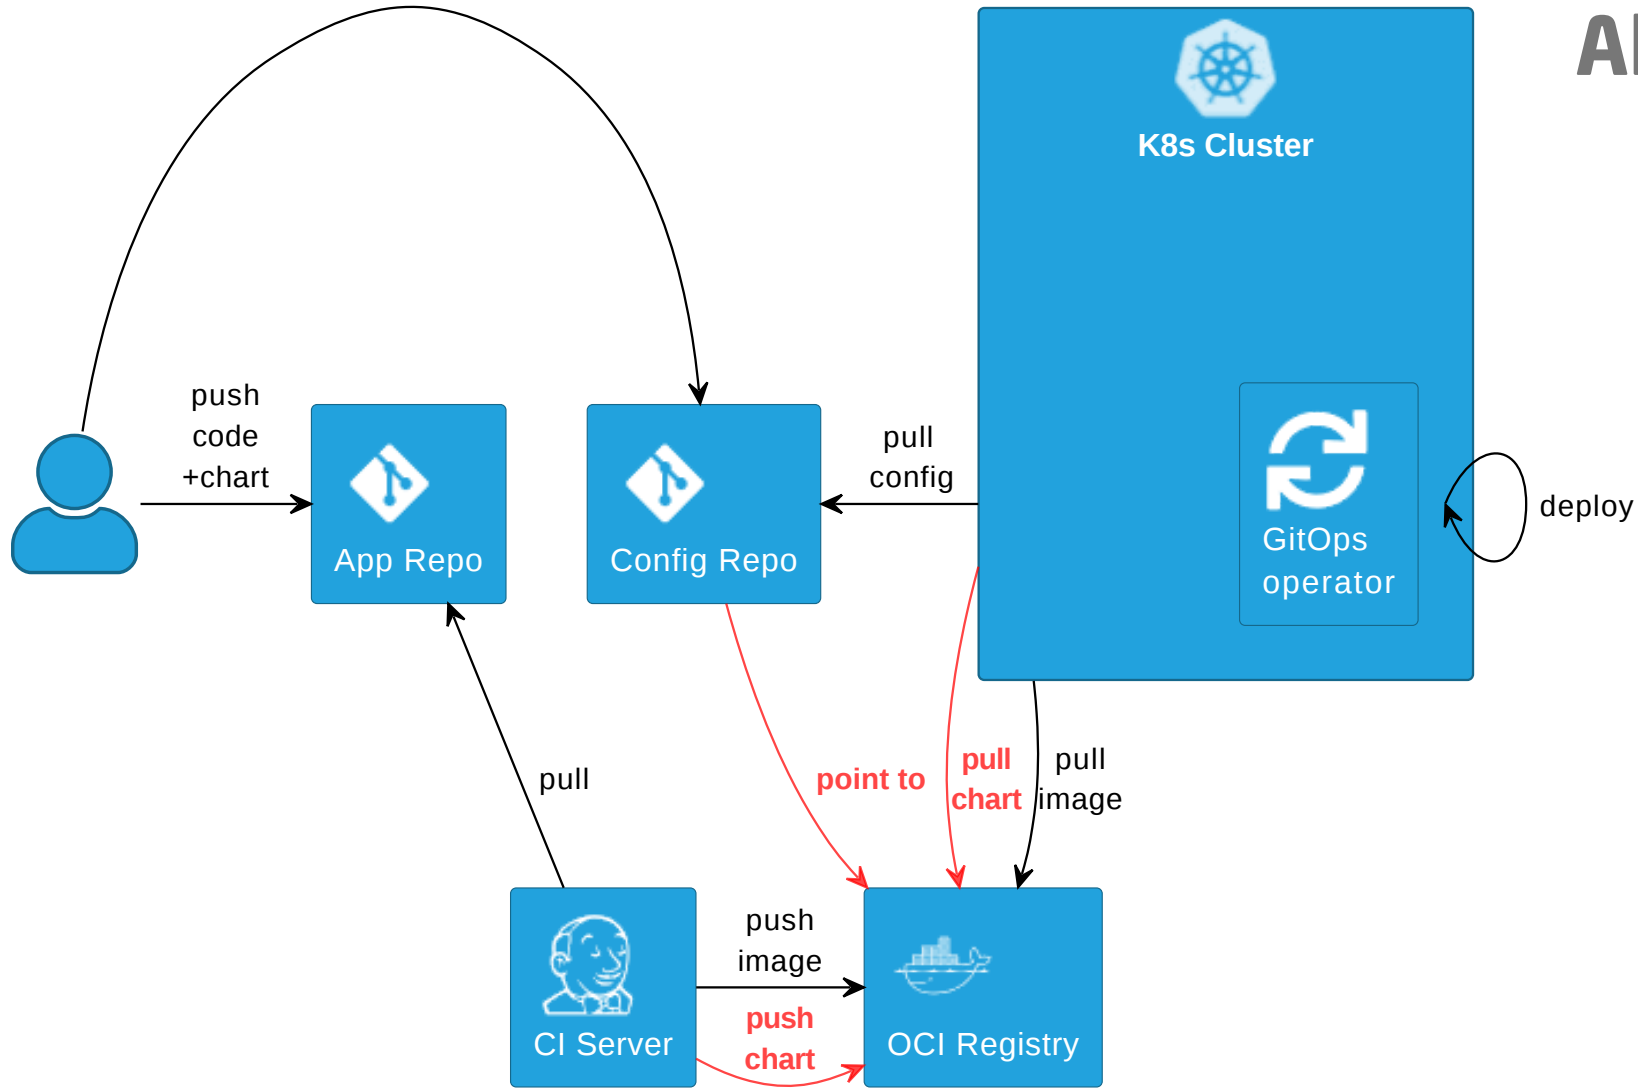 K8s Cluster
push
code
+chart
App Repo
Config Repo
pull
config
GitOps
operator
deploy
pull
point to
pull
chart
pull
image
CI Server
push
image
push
chart
OCI Registry